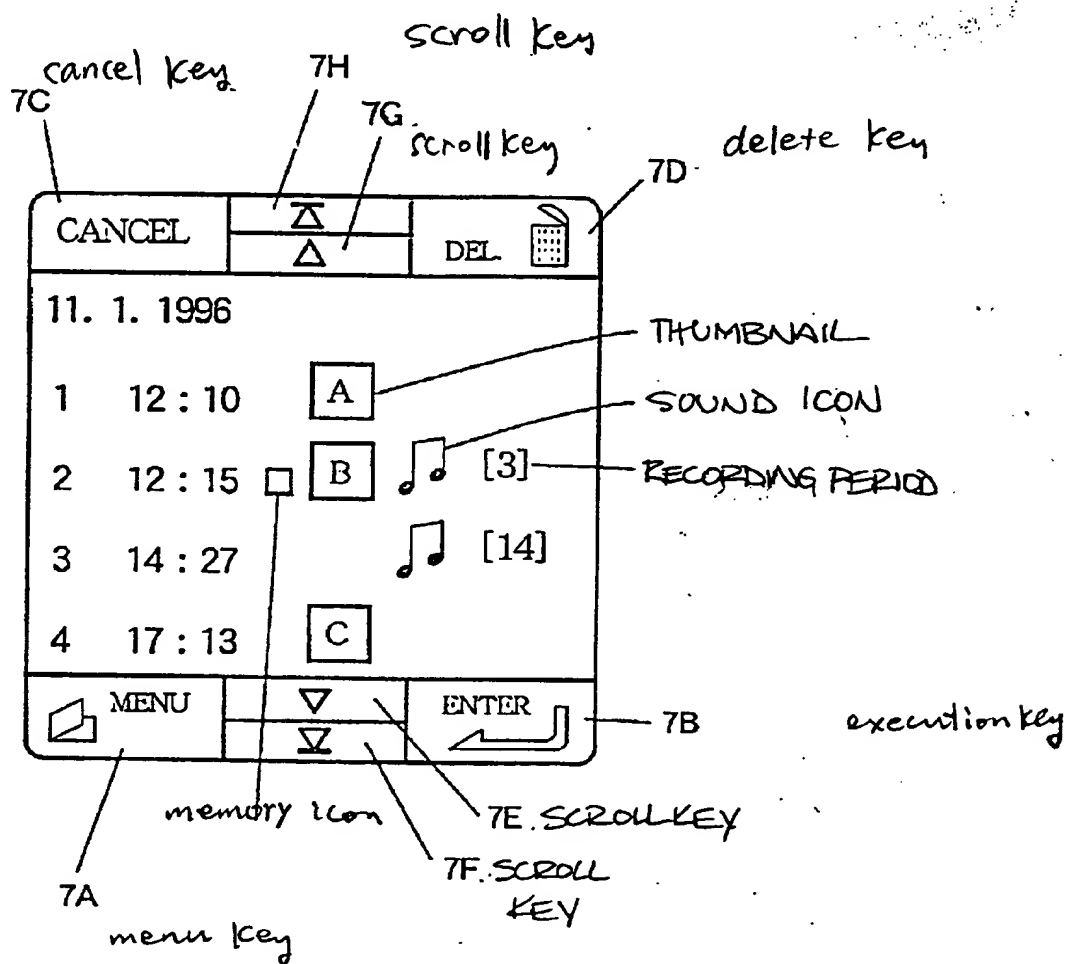 scroll key
cancel key
7H
7C
7G.
scroll key
delete key
7D
CANCEL
DEL.
11. 1. 1996
THUMBNAIL
1 12 : 10 A
SOUND ICON
2 12 : 15 B [3]
RECORDING PERIOD
3 14 : 27 [14]
4 17 : 13 C
MENU
ENTER
7B
execution key
memory icon
7E. SCROLL KEY
7F. SCROLL
KEY
7A
menu key